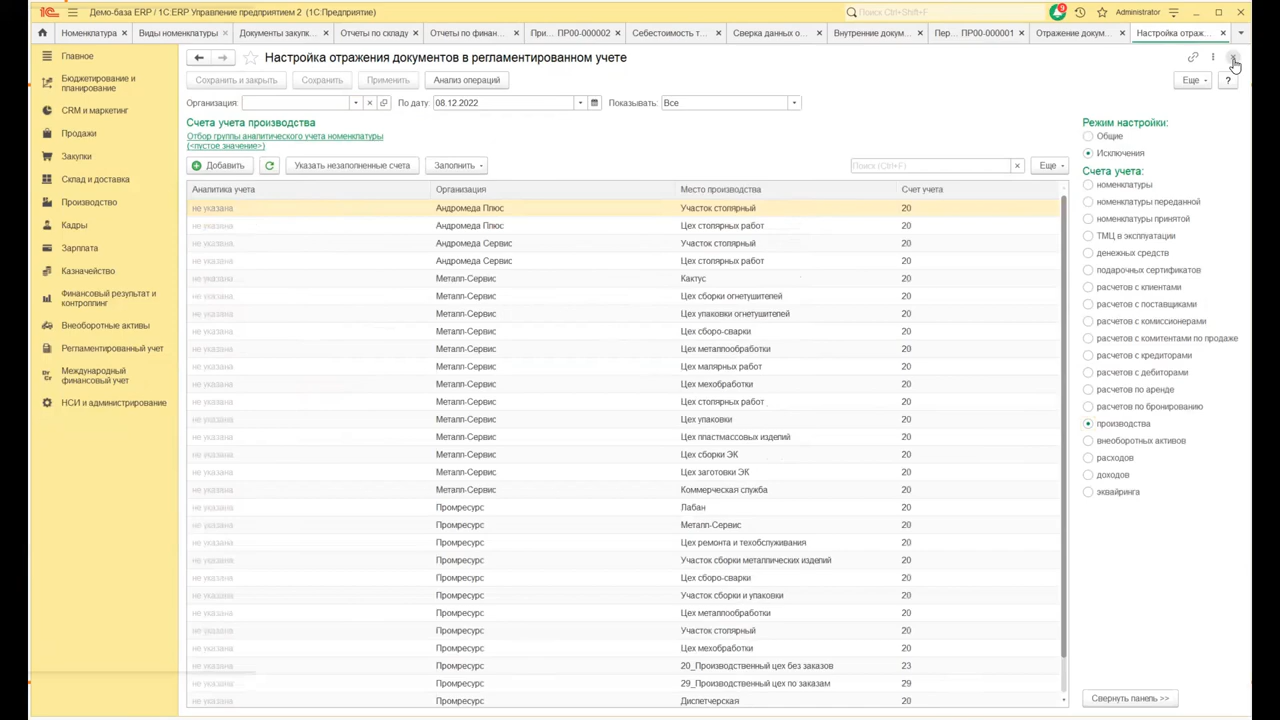 Демо-база ERP / 1С:ERP Управление предприятием 2 (1С:Предприятие)
Поиск Ctrl+Shift+F
Administrator
Номенклатура
Виды номенклатуры
Документы закупк...
Отчеты по складу
Отчеты по финан...
При... ПР00-000002
Себестоимость т...
Сверка данных о...
Внутренние докум...
Пер... ПР00-000001
Отражение докум...
Настройка отраж...
Главное
Бюджетирование и
планирование
CRM и маркетинг
Продажи
Закупки
Склад и доставка
Производство
Кадры
Зарплата
Казначейство
Финансовый результат и
контроллинг
Внеоборотные активы
Регламентированный учет
Международный
финансовый учет
НСИ и администрирование
Настройка отражения документов в регламентированном учете
Сохранить и закрыть
Сохранить
Применить
Анализ операций
Еще
?
Организация:
По дату: 08.12.2022
Показывать: Все
Счета учета производства
Отбор группы аналитического учета номенклатуры
(<пустое значение>)
Добавить
Указать незаполненные счета
Заполнить
Поиск (Ctrl+F)
Еще
Аналитика учета Организация Место производства Счет учета
не указана Андромеда Плюс Участок столярный 20
не указана Андромеда Плюс Цех столярных работ 20
не указана Андромеда Сервис Участок столярный 20
не указана Андромеда Сервис Цех столярных работ 20
не указана Металл-Сервис Кактус 20
не указана Металл-Сервис Цех сборки огнетушителей 20
не указана Металл-Сервис Цех упаковки огнетушителей 20
не указана Металл-Сервис Цех сборо-сварки 20
не указана Металл-Сервис Цех металлообработки 20
не указана Металл-Сервис Цех малярных работ 20
не указана Металл-Сервис Цех мехобработки 20
не указана Металл-Сервис Цех столярных работ 20
не указана Металл-Сервис Цех упаковки 20
не указана Металл-Сервис Цех пластмассовых изделий 20
не указана Металл-Сервис Цех сборки ЭК 20
не указана Металл-Сервис Цех заготовки ЭК 20
не указана Металл-Сервис Коммерческая служба 20
не указана Промресурс Лабан 20
не указана Промресурс Металл-Сервис 20
не указана Промресурс Цех ремонта и техобслуживания 20
не указана Промресурс Участок сборки металлических изделий 20
не указана Промресурс Цех сборо-сварки 20
не указана Промресурс Участок сборки и упаковки 20
не указана Промресурс Цех металлообработки 20
не указана Промресурс Участок столярный 20
не указана Промресурс Цех мехобработки 20
не указана Промресурс 20_Производственный цех без заказов 23
не указана Промресурс 29_Производственный цех по заказам 29
не указана Промресурс Диспетчерская 20
Режим настройки:
Общие
Исключения
Счета учета:
номенклатуры
номенклатуры переданной
номенклатуры принятой
ТМЦ в эксплуатации
денежных средств
подарочных сертификатов
расчетов с клиентами
расчетов с поставщиками
расчетов с комиссионерами
расчетов с комитентами по продаже
расчетов с кредиторами
расчетов с дебиторами
расчетов по аренде
расчетов по бронированию
производства
внеоборотных активов
расходов
доходов
эквайринга
Свернуть панель >>